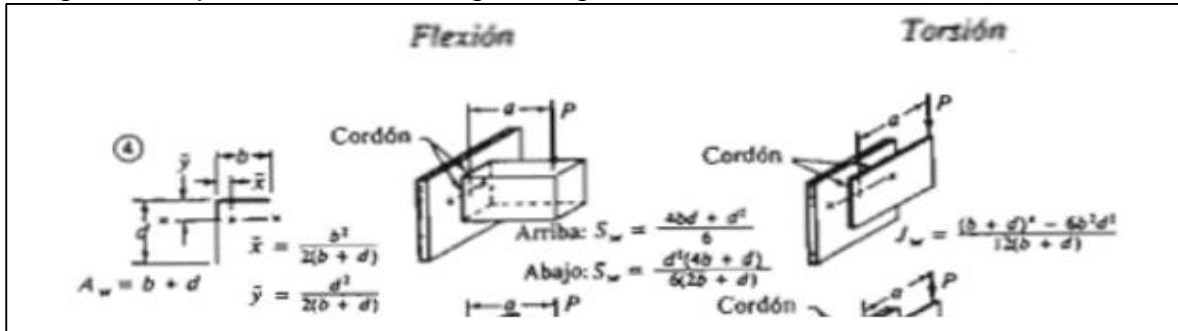 Flexión
Torsión
④
b
ȳ
x̄
d
x
x
A_w = b + d
x̄ = b²/2(b + d)
ȳ = d²/2(b + d)
a
P
Cordón
Arriba: S_w = 4bd + d²/6
Abajo: S_w = d²(4b + d)/6(2b + d)
a
P
a
P
Cordón
J_w = (b + d)⁴ - 6b²d²/12(b + d)
Cordón
a
P